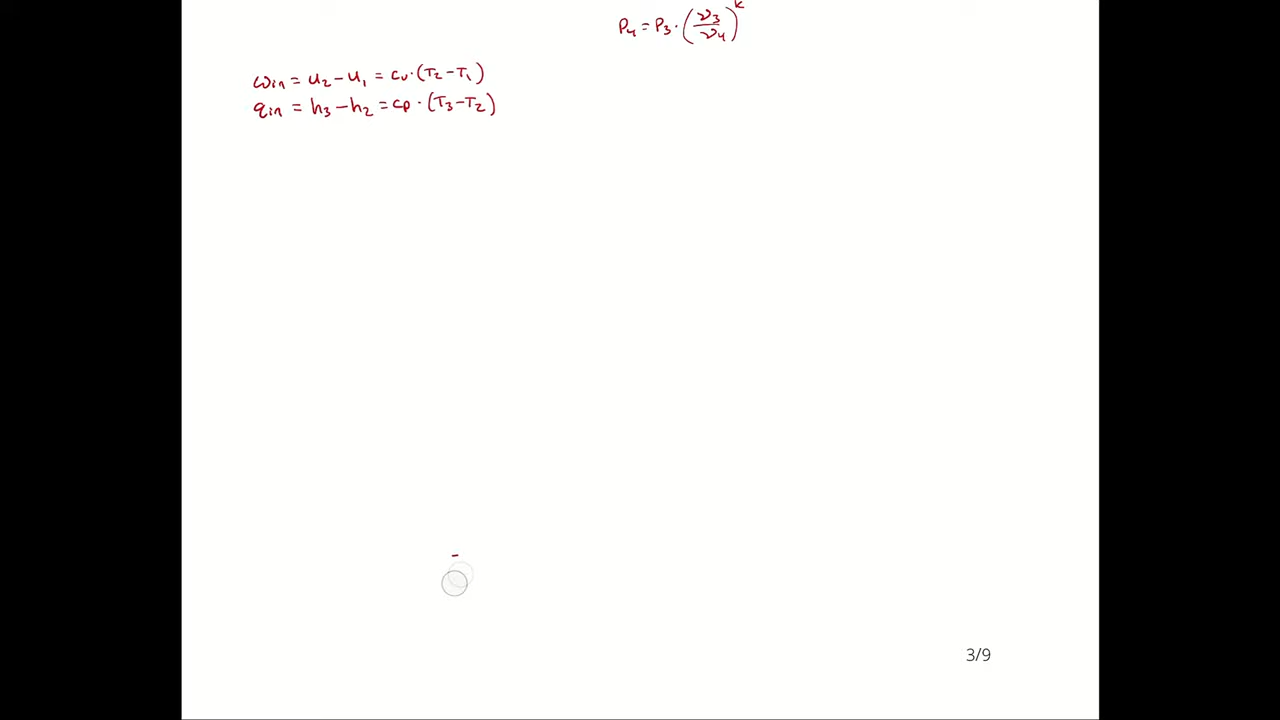 P₄ = P₃ · (v₃/v₄)ᵏ
win = u₂ − u₁ = cv · (T₂ − T₁)
qin = h₃ − h₂ = cp · (T₃ − T₂)
3/9